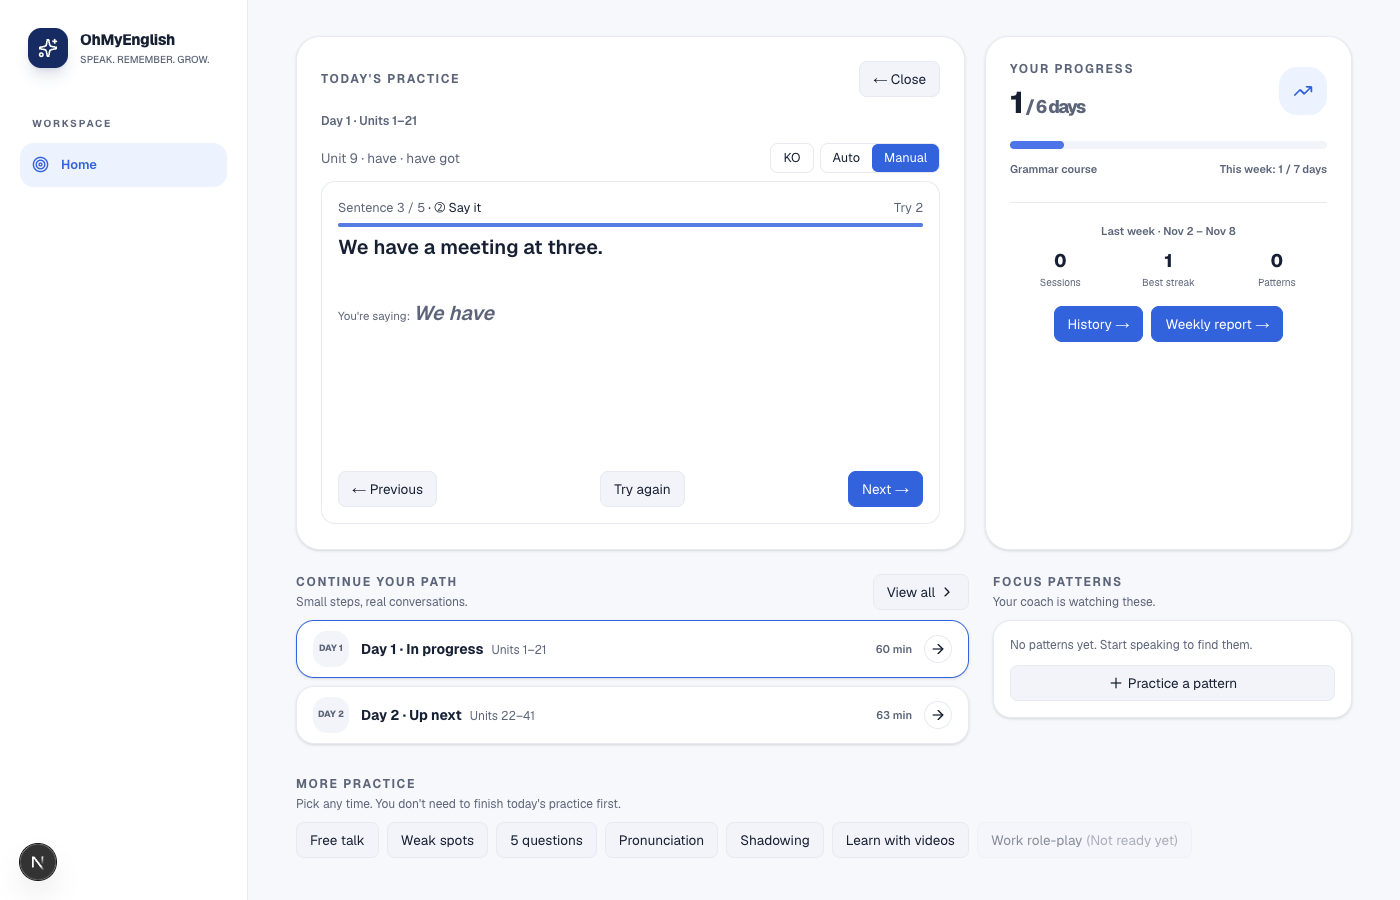 OhMyEnglish
SPEAK. REMEMBER. GROW.
WORKSPACE
Home
TODAY'S PRACTICE
← Close
Day 1 · Units 1–21
Unit 9 · have · have got
KO
Auto
Manual
Sentence 3 / 5 · ② Say it
Try 2
We have a meeting at three.
You're saying: We have
← Previous
Try again
Next →
YOUR PROGRESS
1 / 6 days
Grammar course
This week: 1 / 7 days
Last week · Nov 2 – Nov 8
0
1
0
Sessions
Best streak
Patterns
History →
Weekly report →
CONTINUE YOUR PATH
Small steps, real conversations.
View all
DAY 1
Day 1 · In progress Units 1–21
60 min
DAY 2
Day 2 · Up next Units 22–41
63 min
FOCUS PATTERNS
Your coach is watching these.
No patterns yet. Start speaking to find them.
+ Practice a pattern
MORE PRACTICE
Pick any time. You don't need to finish today's practice first.
Free talk
Weak spots
5 questions
Pronunciation
Shadowing
Learn with videos
Work role-play (Not ready yet)
N